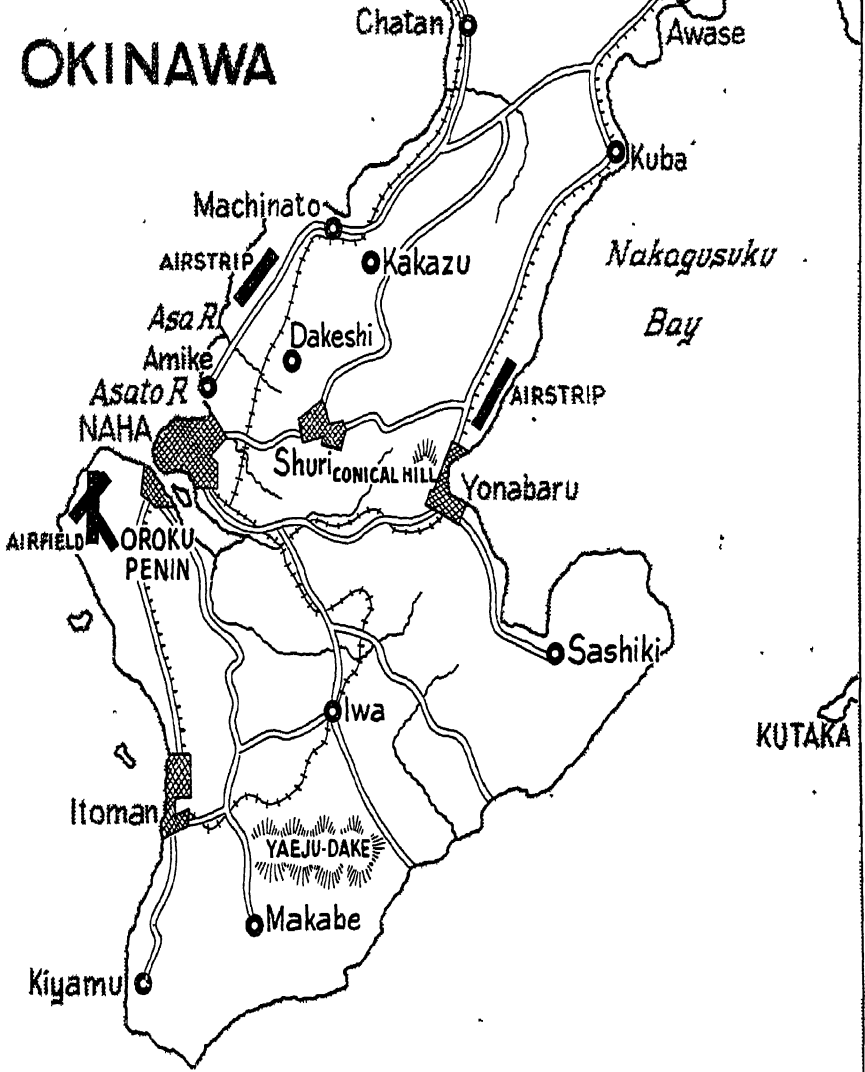 Chatan
Awase
OKINAWA
Kuba
Machinato
Nakagusuku
Bay
AIRSTRIP
Kakazu
Asa R.
Dakeshi
Amike
Asato R
AIRSTRIP
NAHA
Shuri
CONICAL HILL
Yonabaru
AIRFIELD
OROKU
PENIN
Sashiki
Iwa
KUTAKA
Itoman
YAEJU-DAKE
Makabe
Kiyamu